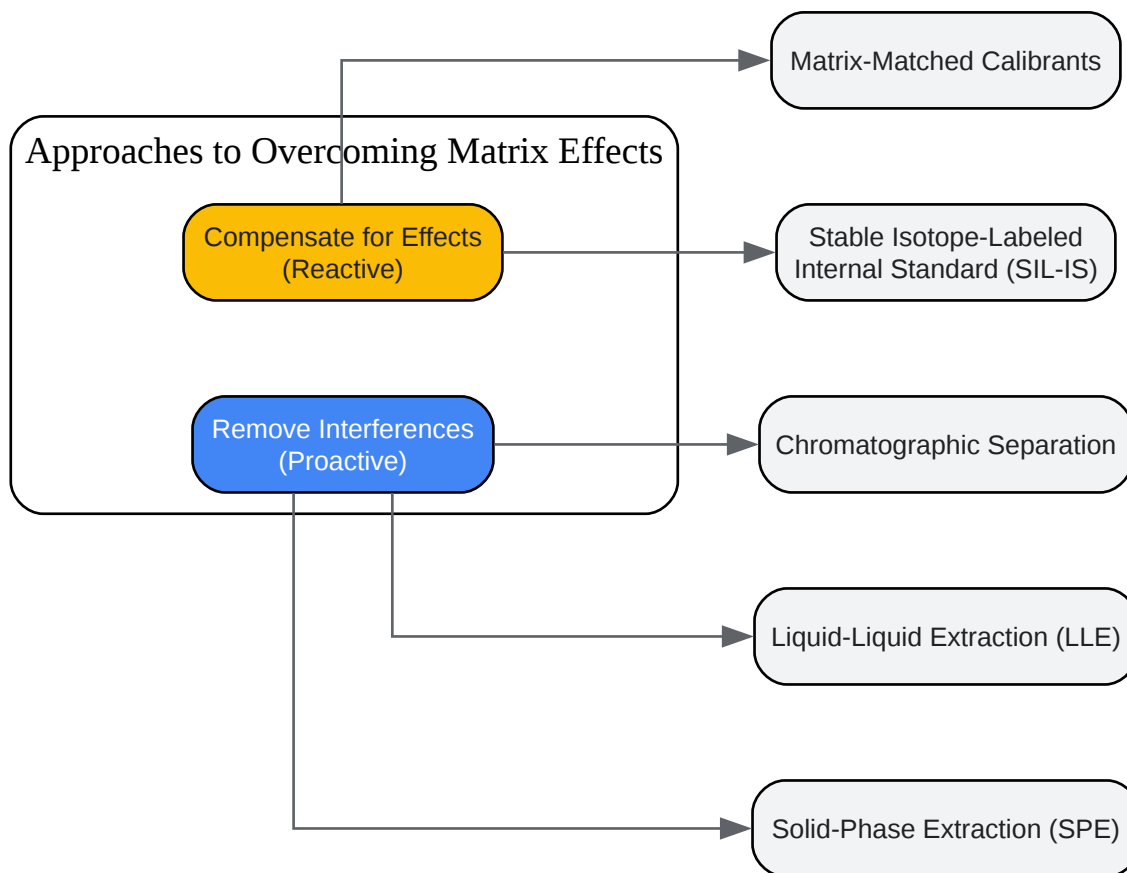 Matrix-Matched Calibrants
Approaches to Overcoming Matrix Effects
Compensate for Effects
(Reactive)
Stable Isotope-Labeled
Internal Standard (SIL-IS)
Remove Interferences
(Proactive)
Chromatographic Separation
Liquid-Liquid Extraction (LLE)
Solid-Phase Extraction (SPE)